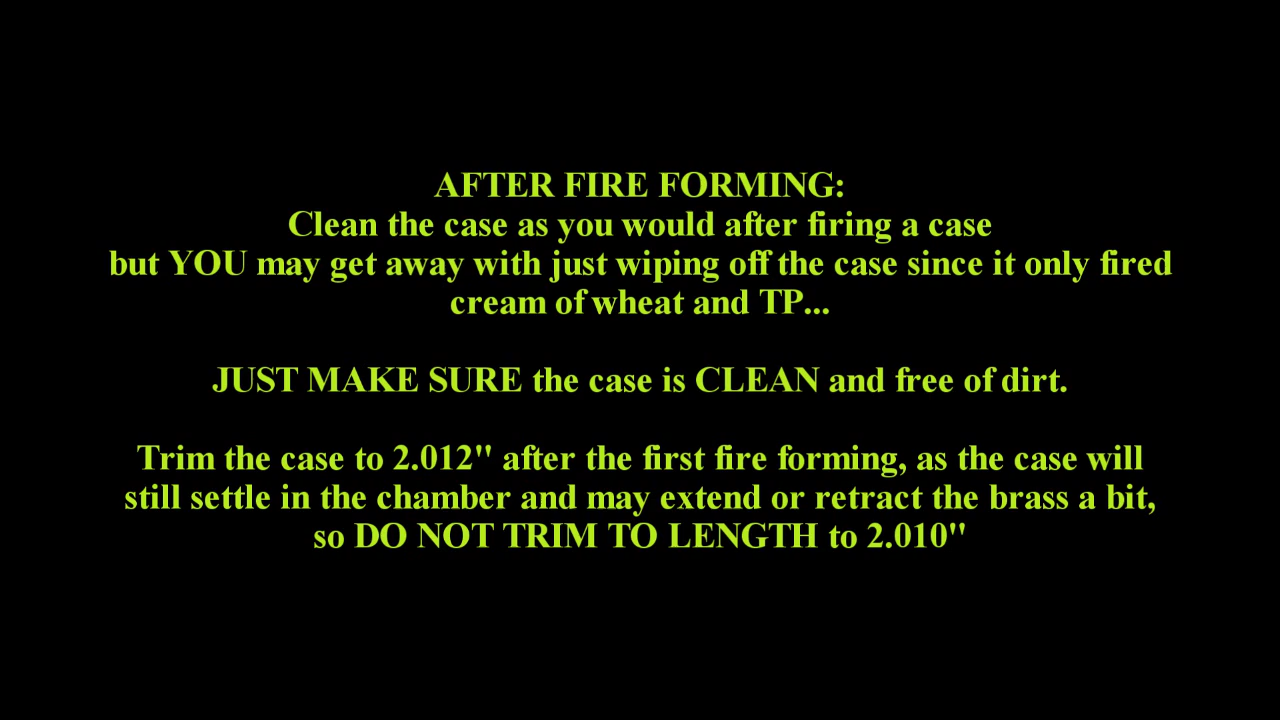 AFTER FIRE FORMING:
Clean the case as you would after firing a case
but YOU may get away with just wiping off the case since it only fired
cream of wheat and TP...
JUST MAKE SURE the case is CLEAN and free of dirt.
Trim the case to 2.012" after the first fire forming, as the case will
still settle in the chamber and may extend or retract the brass a bit,
so DO NOT TRIM TO LENGTH to 2.010"